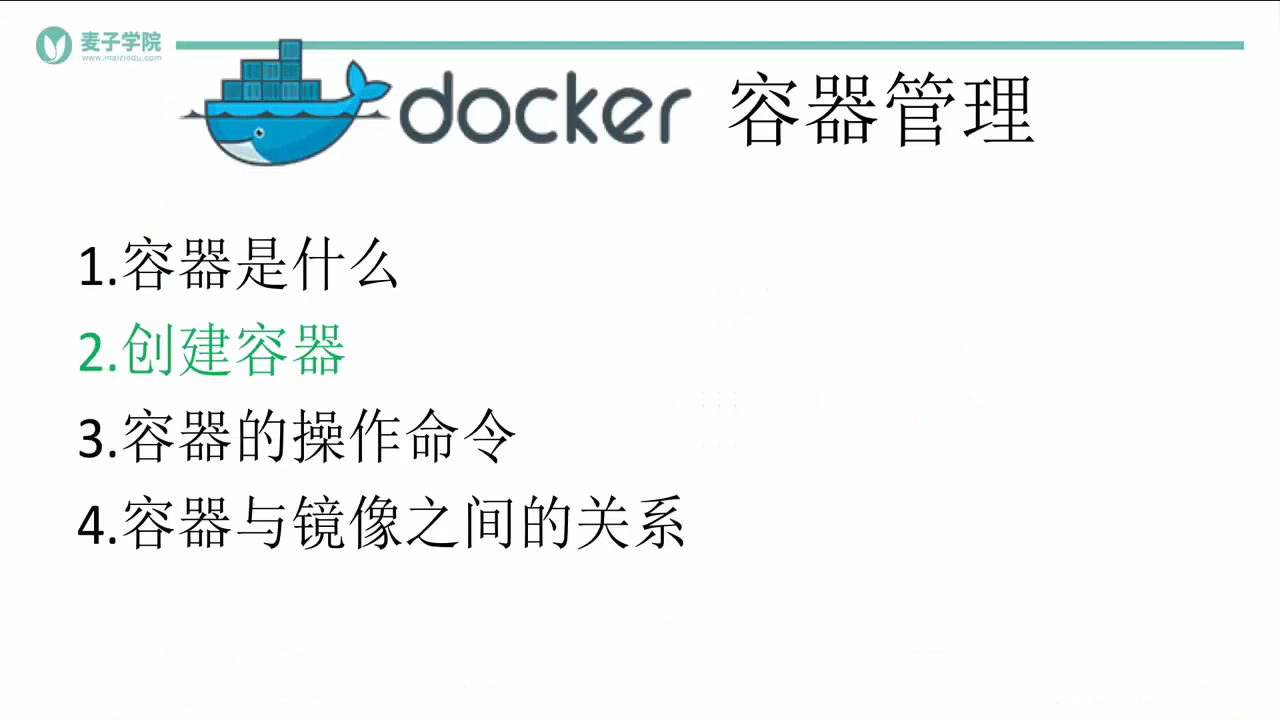 麦子学院
www.maiziedu.com
docker 容器管理
1.容器是什么
2.创建容器
3.容器的操作命令
4.容器与镜像之间的关系